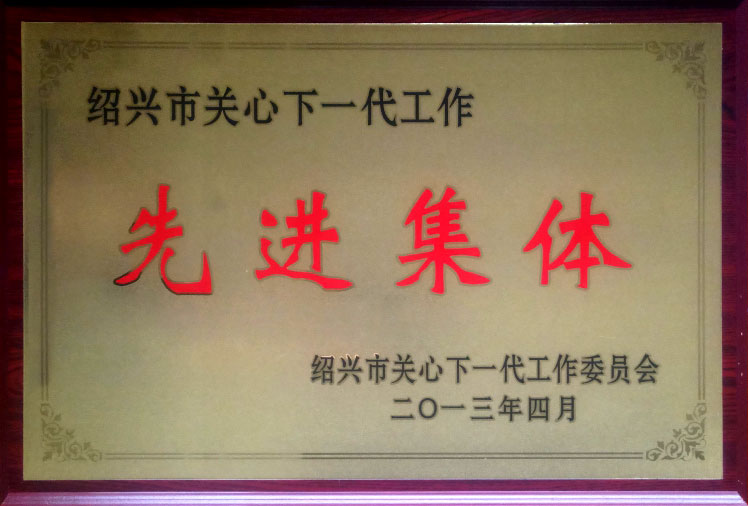 绍兴市关心下一代工作
先进集体
绍兴市关心下一代工作委员会
二〇一三年四月